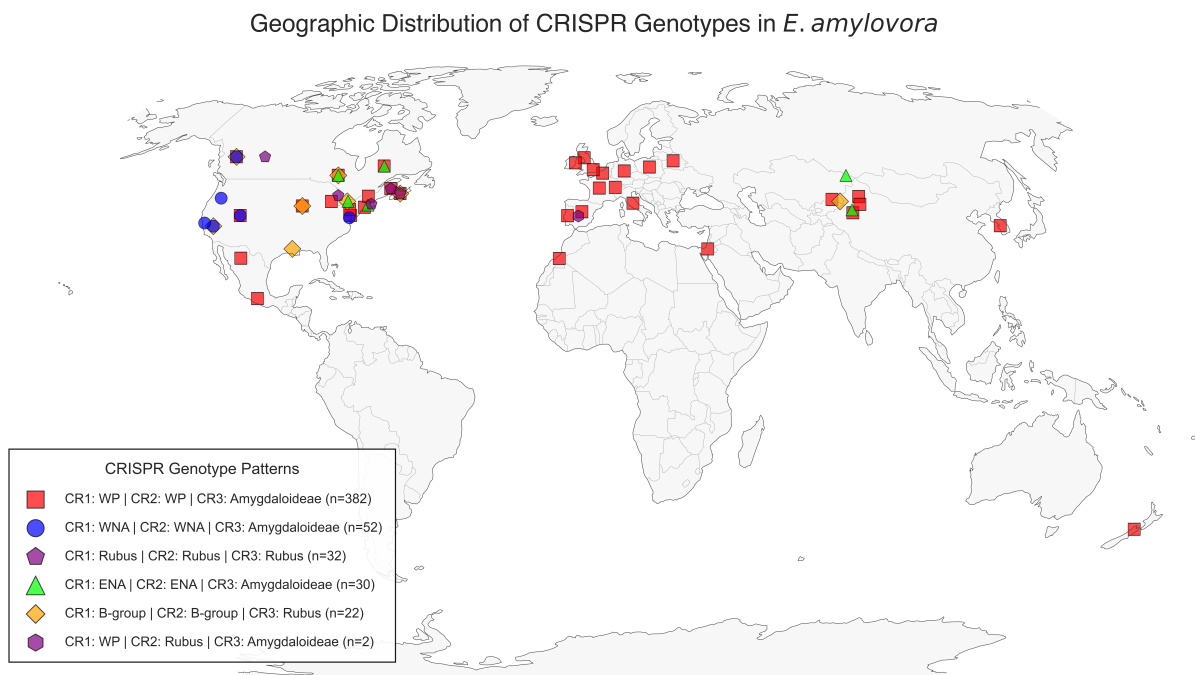 Geographic Distribution of CRISPR Genotypes in E. amylovora
CRISPR Genotype Patterns
CR1: WP | CR2: WP | CR3: Amygdaloideae (n=382)
CR1: WNA | CR2: WNA | CR3: Amygdaloideae (n=52)
CR1: Rubus | CR2: Rubus | CR3: Rubus (n=32)
CR1: ENA | CR2: ENA | CR3: Amygdaloideae (n=30)
CR1: B-group | CR2: B-group | CR3: Rubus (n=22)
CR1: WP | CR2: Rubus | CR3: Amygdaloideae (n=2)